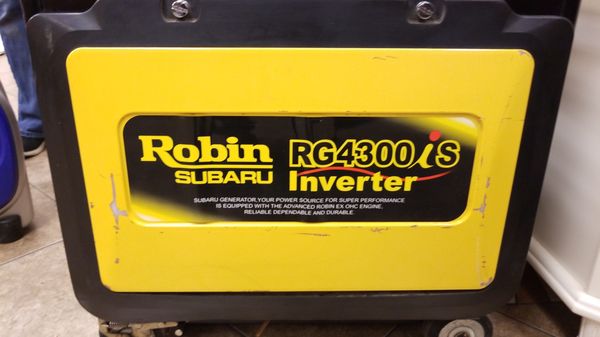 Robin
SUBARU
RG4300iS
Inverter
SUBARU GENERATOR,YOUR POWER SOURCE FOR SUPER PERFORMANCE
IS EQUIPPED WITH THE ADVANCED ROBIN EX OHC ENGINE,
RELIABLE DEPENDABLE AND DURABLE.